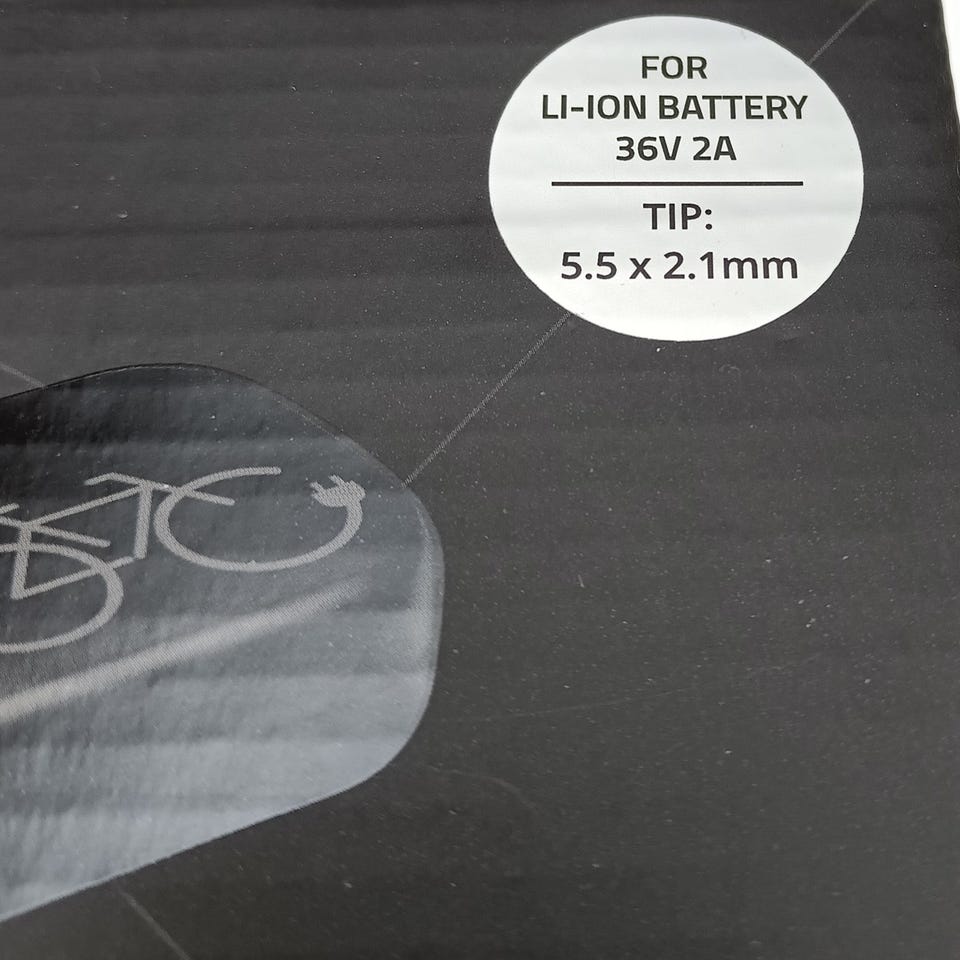 FOR
LI-ION BATTERY
36V 2A
TIP:
5.5 x 2.1mm